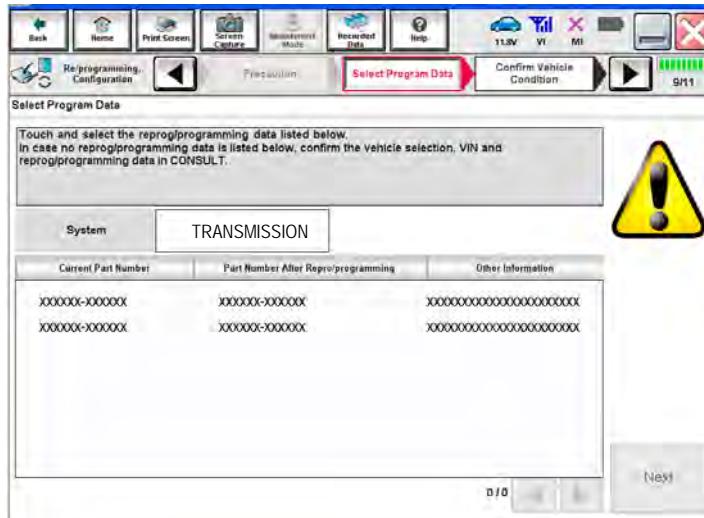 Back
Home
Print Screen
Screen Capture
Measurement Mode
Recorded Data
Help
11.8V
VI
MI
Re/programming, Configuration
Precaution
Select Program Data
Confirm Vehicle Condition
9/11
Select Program Data
Touch and select the reprog/programming data listed below.
In case no reprog/programming data is listed below, confirm the vehicle selection, VIN and
reprog/programming data in CONSULT.
System
TRANSMISSION
Current Part Number
Part Number After Repro/programming
Other Information
XXXXXX-XXXXXX XXXXXX-XXXXXX XXXXXXXXXXXXXXXXXXXXXXX
XXXXXX-XXXXXX XXXXXX-XXXXXX XXXXXXXXXXXXXXXXXXXXXXX
0/0
Next